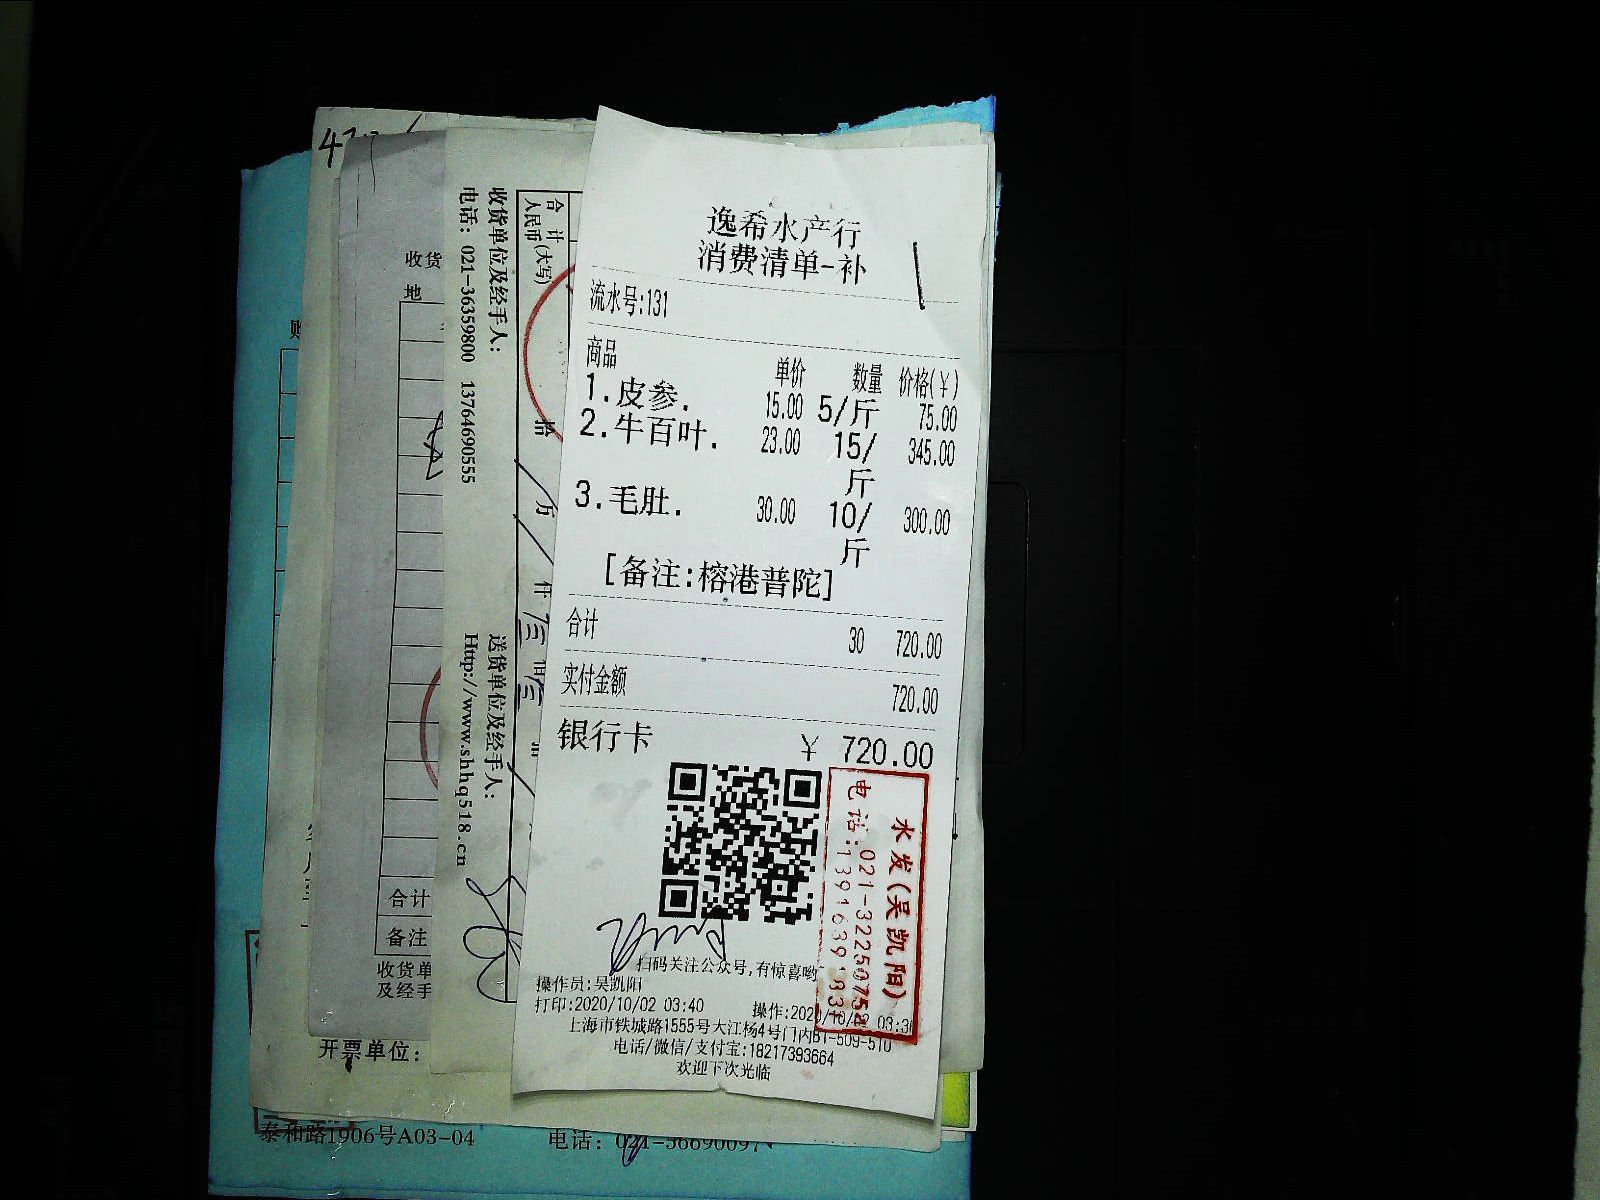 逸希水产行
消费清单-补
流水号:131
商品 单价 数量 价格(¥)
1.皮参. 15.00 5/斤 75.00
2.牛百叶. 23.00 15/斤 345.00
3.毛肚. 30.00 10/斤 300.00
[备注:榕港普陀]
合计 30 720.00
实付金额 720.00
银行卡 ¥ 720.00
水发(吴凯阳)
扫码关注公众号,有惊喜哟
操作员:吴凯阳
打印:2020/10/02 03:40
上海市铁城路1555号大江杨4号门内B1-509-510
电话/微信/支付宝:18217393664
欢迎下次光临
合计
人民币(大写)
拾 万 仟 佰
收货单位及经手人:
电话: 021-36359800 13764690555
送货单位及经手人:
Http://www.shhq518.cn
收货
地
合计
备注
收货单
及经手
开票单位:
泰和路1906号A03-04
电话: